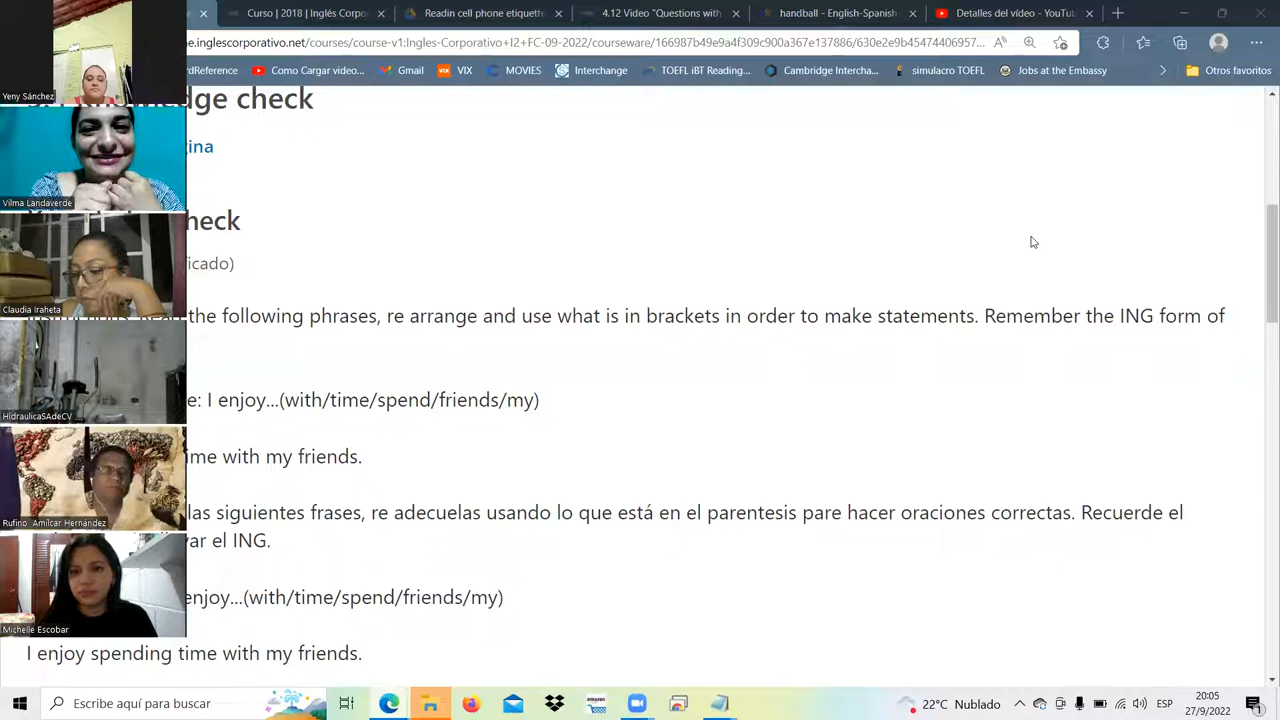 Curso | 2018 | Inglés Corpo
Readin cell phone etiquette
4.12 Video "Questions with
handball - English-Spanish
Detalles del vídeo - YouTu
e.inglescorporativo.net/courses/course-v1:Ingles-Corporativo+I2+FC-09-2022/courseware/166987b49e9a4f309c900a367e137886/630e2e9b45474406957...
rdReference
Como Cargar video...
Gmail
VIX
MOVIES
Interchange
TOEFL iBT Reading...
Cambridge Intercha...
simulacro TOEFL
Jobs at the Embassy
Otros favoritos
Yeny Sánchez
dge check
ina
Vilma Landaverde
heck
ificado)
Claudia Iraheta
the following phrases, re arrange and use what is in brackets in order to make statements. Remember the ING form of
e: I enjoy...(with/time/spend/friends/my)
HidraulicaSAdeCV
ime with my friends.
las siguientes frases, re adecuelas usando lo que está en el parentesis pare hacer oraciones correctas. Recuerde el
Rufino Amílcar Hernández
var el ING.
enjoy...(with/time/spend/friends/my)
Michelle Escobar
I enjoy spending time with my friends.
Escribe aquí para buscar
22°C Nublado
ESP
20:05
27/9/2022